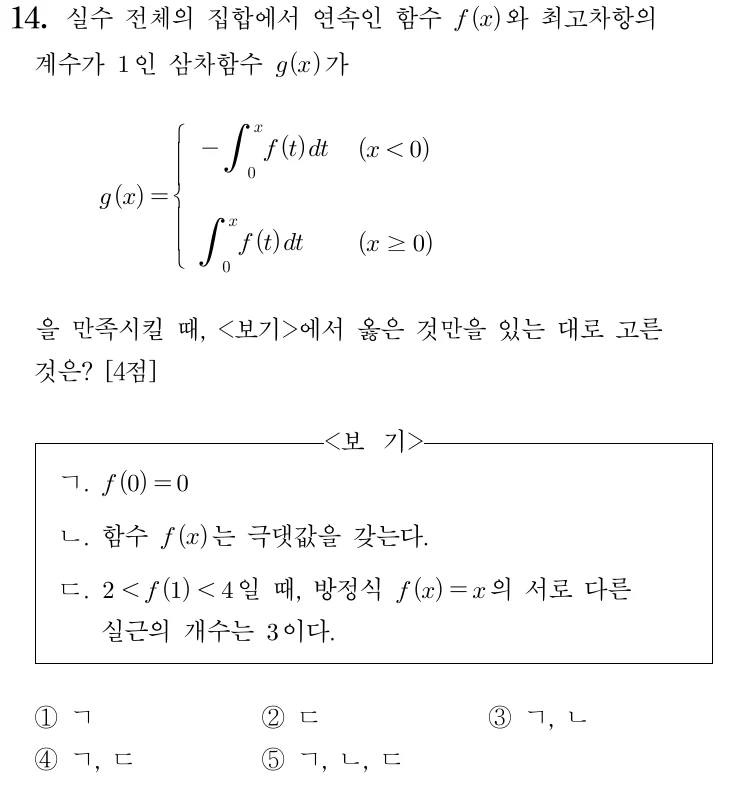 14. 실수 전체의 집합에서 연속인 함수 f(x)와 최고차항의
계수가 1인 삼차함수 g(x)가
g(x) = { -∫₀ˣ f(t)dt (x < 0)
∫₀ˣ f(t)dt (x ≥ 0)
을 만족시킬 때, <보기>에서 옳은 것만을 있는 대로 고른
것은? [4점]
<보 기>
ㄱ. f(0) = 0
ㄴ. 함수 f(x)는 극댓값을 갖는다.
ㄷ. 2 < f(1) < 4일 때, 방정식 f(x) = x의 서로 다른
실근의 개수는 3이다.
① ㄱ ② ㄷ ③ ㄱ, ㄴ
④ ㄱ, ㄷ ⑤ ㄱ, ㄴ, ㄷ